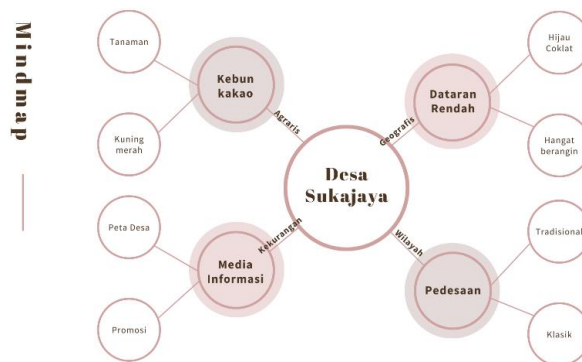 Mindmap
Tanaman
Kuning
merah
Kebun
kakao
Agraris
Desa
Sukajaya
Geografis
Dataran
Rendah
Hijau
Coklat
Hangat
berangin
Peta Desa
Promosi
Media
Informasi
Kekurangan
Wilayah
Pedesaan
Tradisional
Klasik